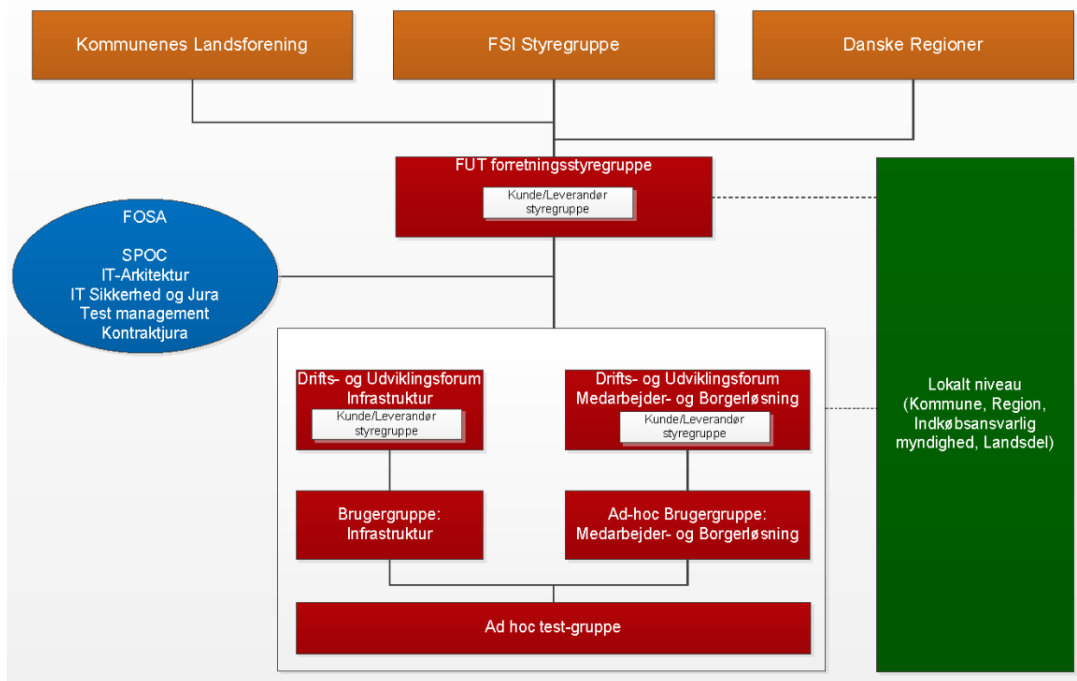 Kommunenes Landsforening
FSI Styregruppe
Danske Regioner
FUT forretningsstyregruppe
Kunde/Leverandør
styregruppe
FOSA
SPOC
IT-Arkitektur
IT Sikkerhed og Jura
Test management
Kontraktjura
Drifts- og Udviklingsforum
Infrastruktur
Kunde/Leverandør
styregruppe
Drifts- og Udviklingsforum
Medarbejder- og Borgerløsning
Kunde/Leverandør
styregruppe
Lokalt niveau
(Kommune, Region,
Indkøbsansvarlig
myndighed, Landsdel)
Brugergruppe:
Infrastruktur
Ad-hoc Brugergruppe:
Medarbejder- og Borgerløsning
Ad hoc test-gruppe